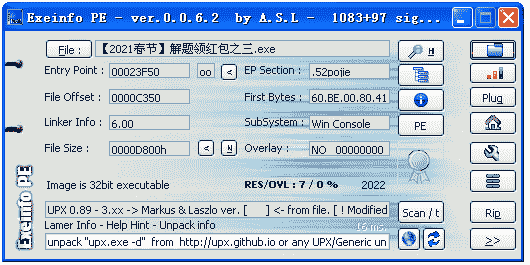 Exeinfo PE - ver.0.0.6.2 by A.S.L - 1083+97 sig...
File : 【2021春节】解题领红包之三.exe H
Entry Point : 00023F50 oo < EP Section : .52pojie
File Offset : 0000C350 First Bytes : 60.BE.00.80.41 Plug
Linker Info : 6.00 SubSystem : Win Console PE
File Size : 0000D800h < N Overlay : NO 00000000
Image is 32bit executable RES/OVL : 7 / 0 % 2022
UPX 0.89 - 3.xx -> Markus & Laszlo ver. [ ] <- from file. [ ! Modified Scan / t Rip
Lamer Info - Help Hint - Unpack info
unpack "upx.exe -d" from http://upx.github.io or any UPX/Generic un >>
Exeinfo PE